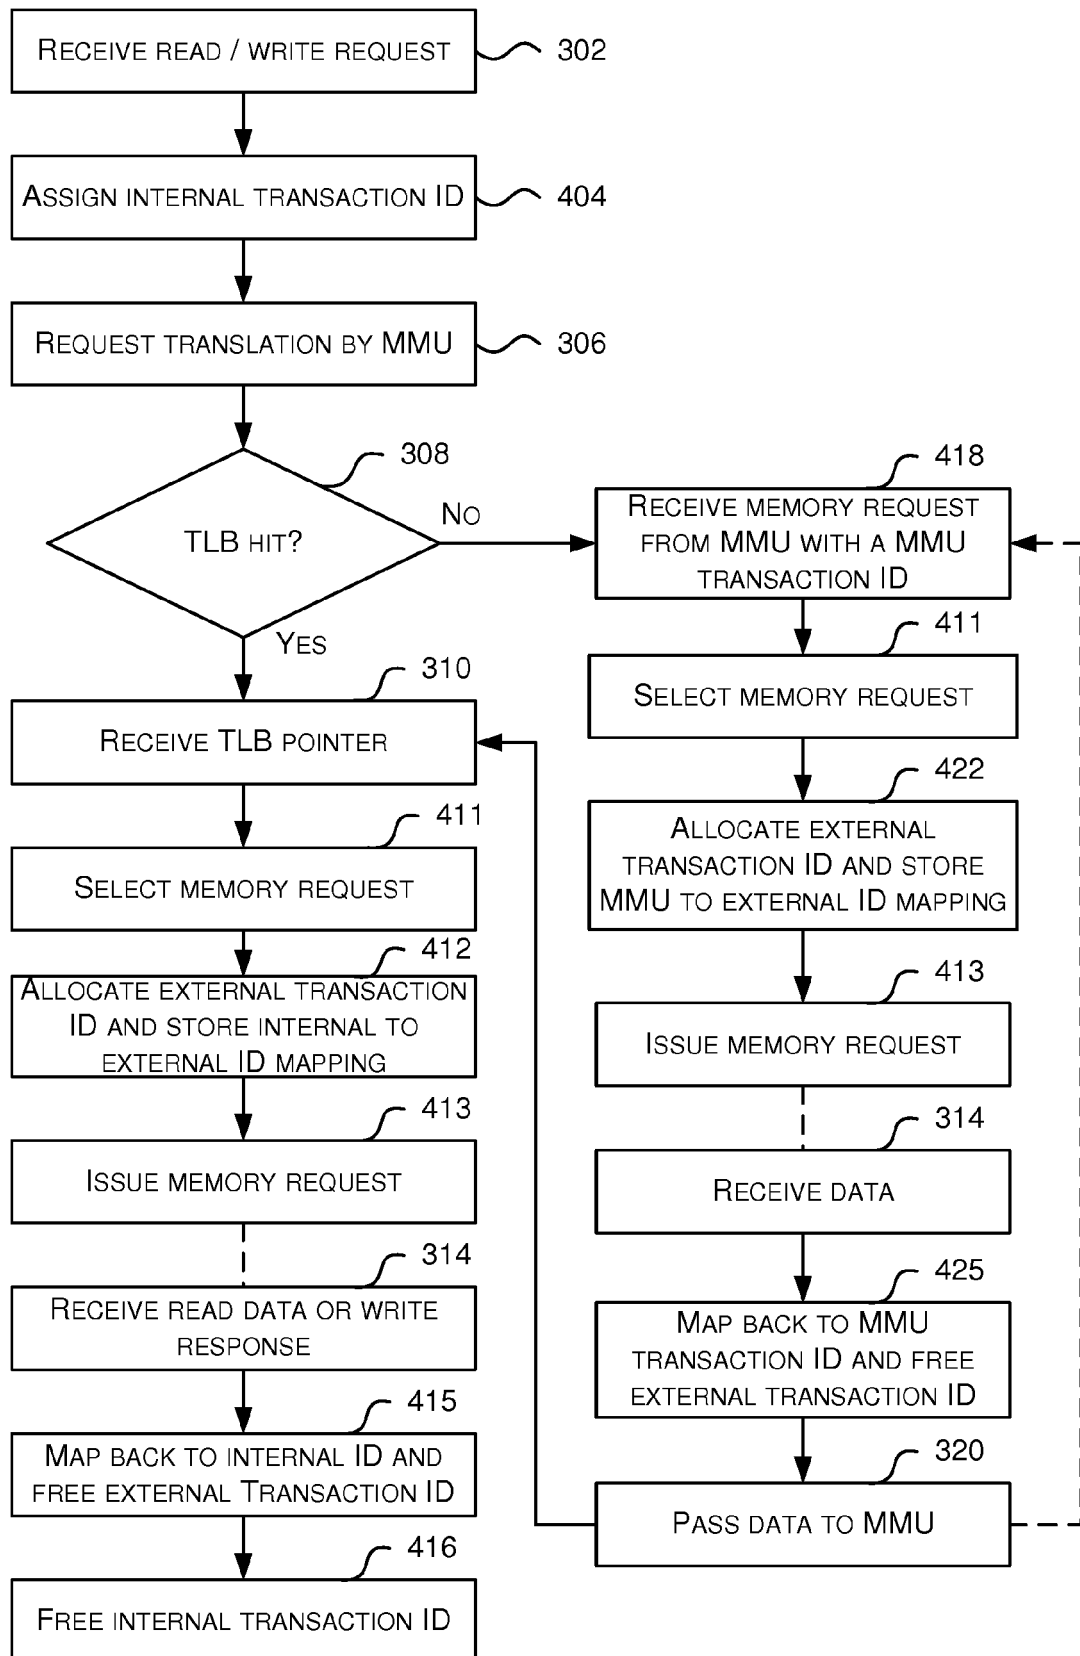 RECEIVE READ / WRITE REQUEST
302
ASSIGN INTERNAL TRANSACTION ID
404
REQUEST TRANSLATION BY MMU
306
308
TLB HIT?
NO
YES
310
RECEIVE TLB POINTER
411
SELECT MEMORY REQUEST
412
ALLOCATE EXTERNAL TRANSACTION
ID AND STORE INTERNAL TO
EXTERNAL ID MAPPING
413
ISSUE MEMORY REQUEST
314
RECEIVE READ DATA OR WRITE
RESPONSE
415
MAP BACK TO INTERNAL ID AND
FREE EXTERNAL TRANSACTION ID
416
FREE INTERNAL TRANSACTION ID
418
RECEIVE MEMORY REQUEST
FROM MMU WITH A MMU
TRANSACTION ID
411
SELECT MEMORY REQUEST
422
ALLOCATE EXTERNAL
TRANSACTION ID AND STORE
MMU TO EXTERNAL ID MAPPING
413
ISSUE MEMORY REQUEST
314
RECEIVE DATA
425
MAP BACK TO MMU
TRANSACTION ID AND FREE
EXTERNAL TRANSACTION ID
320
PASS DATA TO MMU